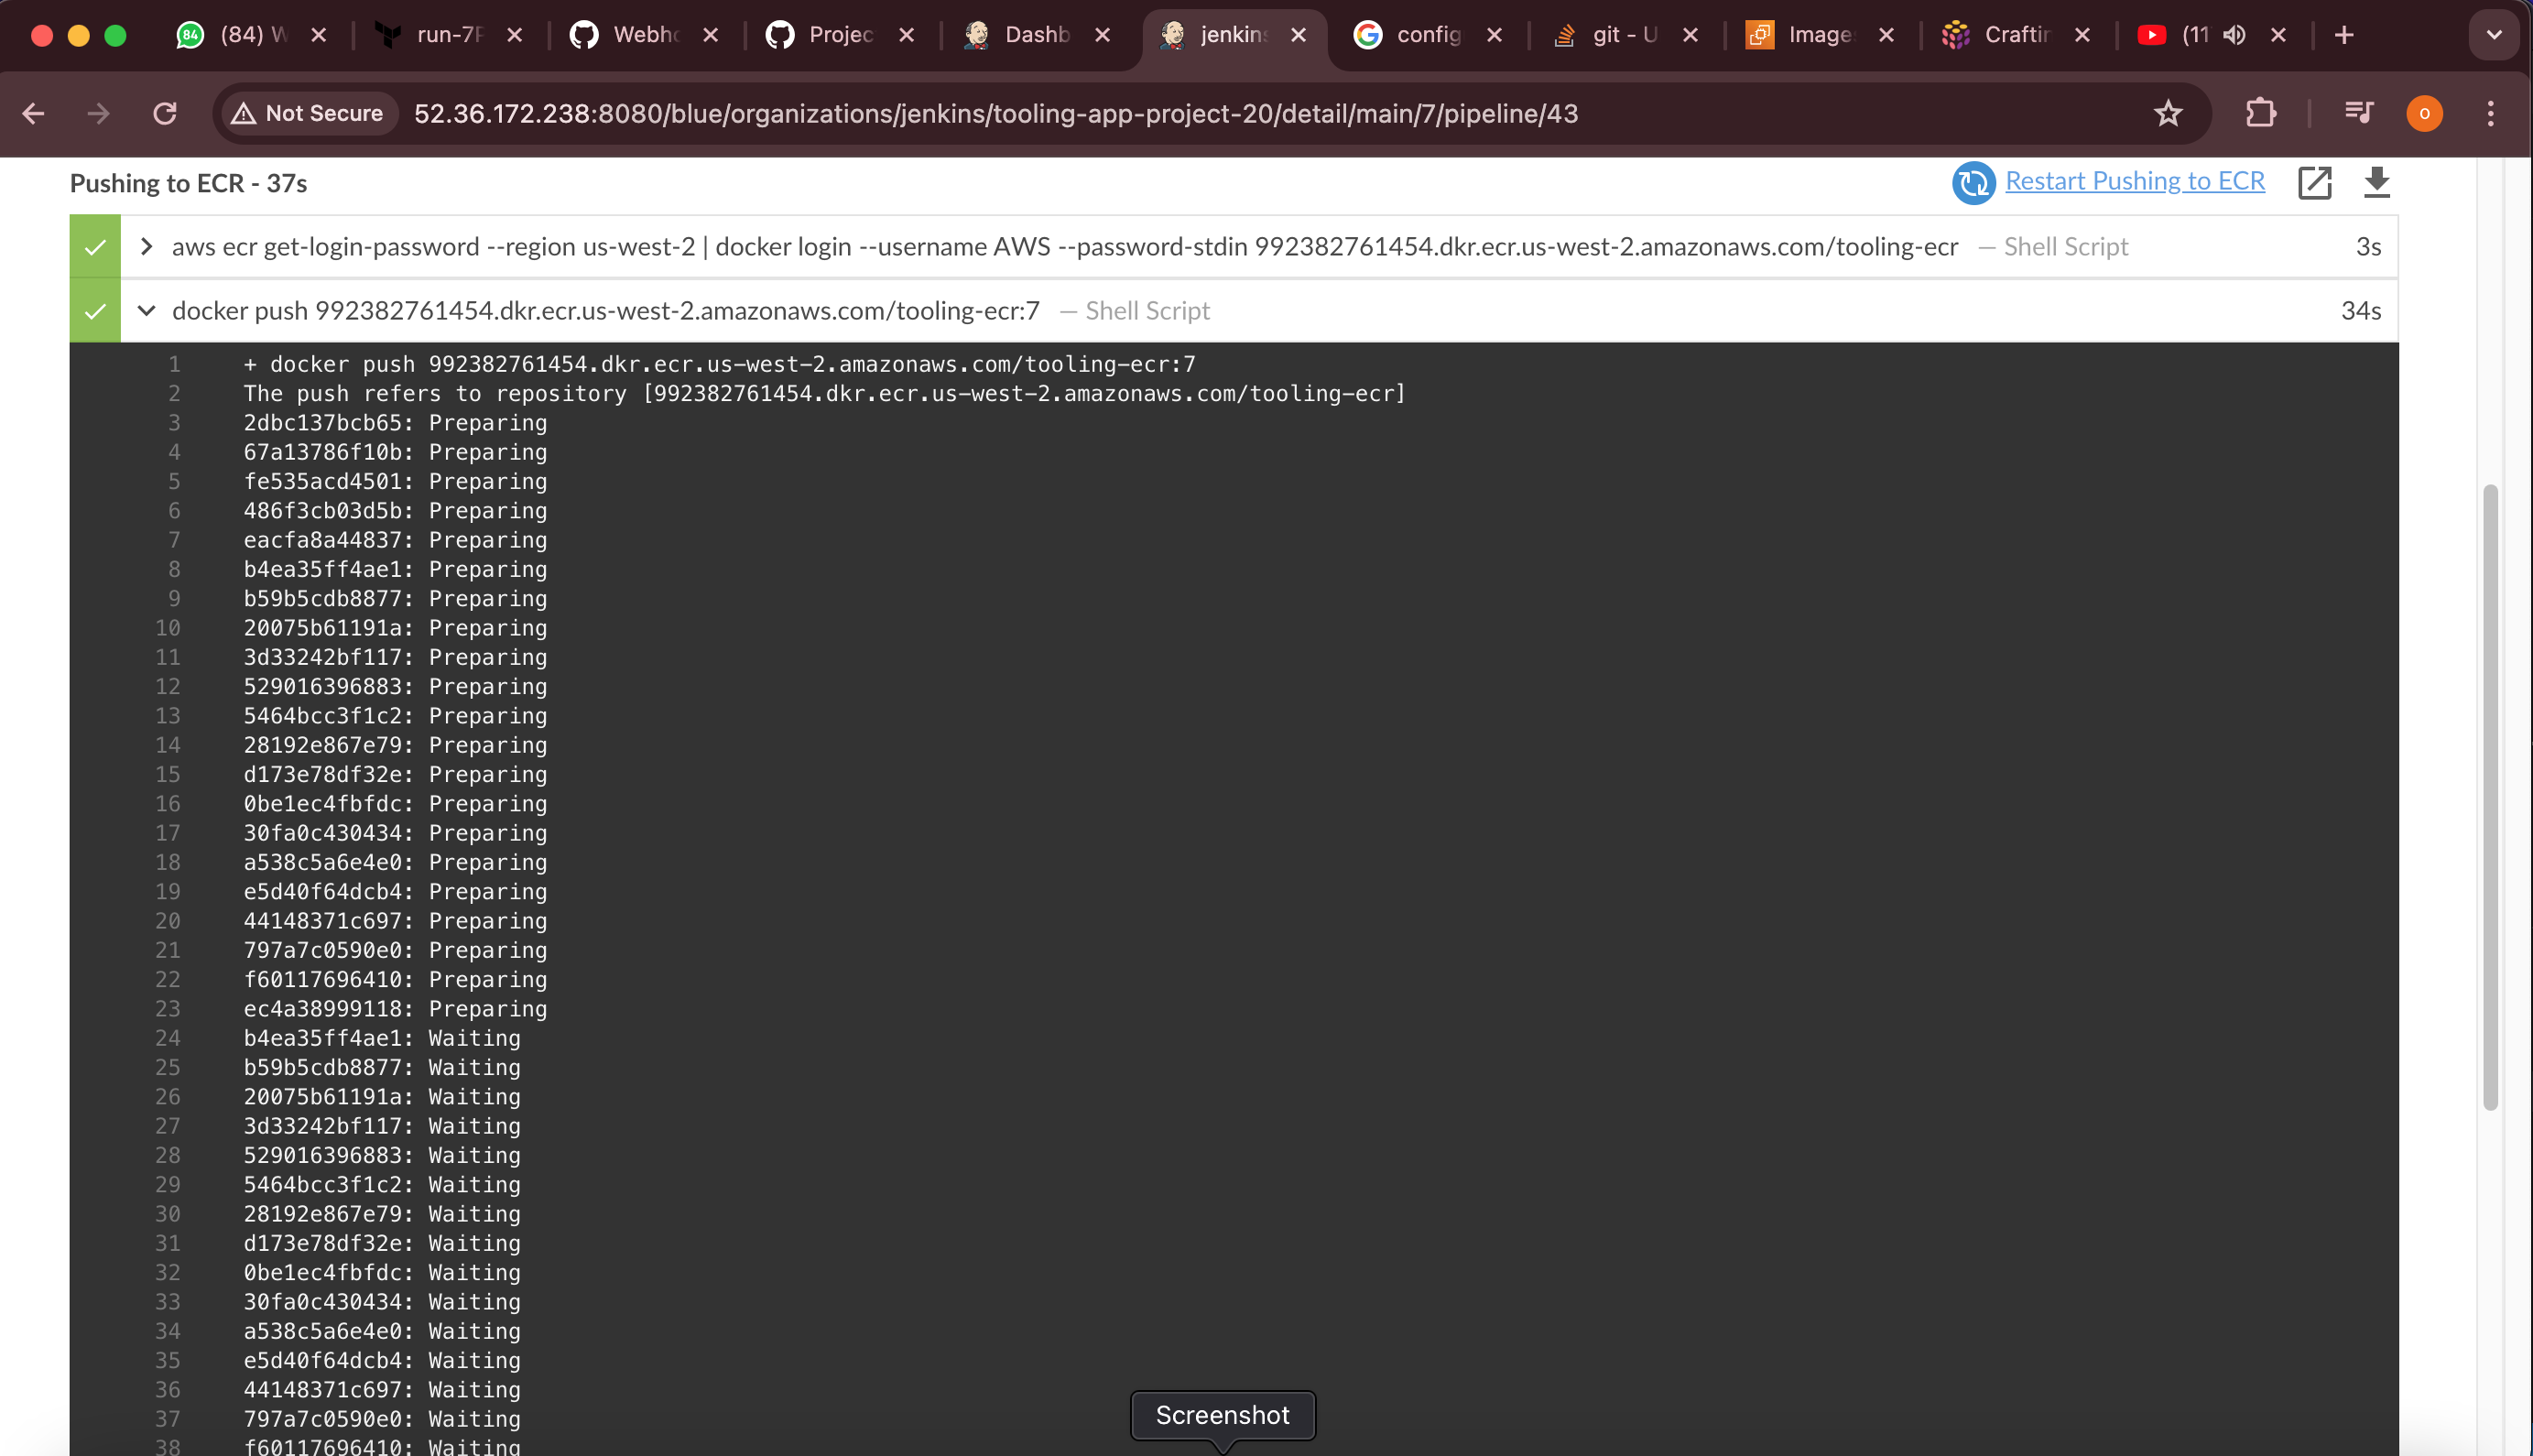 (84) W
run-7F
Webho
Projec
Dashb
jenkins
config
git - U
Image
Craftin
(11
Not Secure
52.36.172.238:8080/blue/organizations/jenkins/tooling-app-project-20/detail/main/7/pipeline/43
o
Pushing to ECR - 37s
Restart Pushing to ECR
aws ecr get-login-password --region us-west-2 | docker login --username AWS --password-stdin 992382761454.dkr.ecr.us-west-2.amazonaws.com/tooling-ecr — Shell Script 3s
docker push 992382761454.dkr.ecr.us-west-2.amazonaws.com/tooling-ecr:7 — Shell Script 34s
1 + docker push 992382761454.dkr.ecr.us-west-2.amazonaws.com/tooling-ecr:7
2 The push refers to repository [992382761454.dkr.ecr.us-west-2.amazonaws.com/tooling-ecr]
3 2dbc137bcb65: Preparing
4 67a13786f10b: Preparing
5 fe535acd4501: Preparing
6 486f3cb03d5b: Preparing
7 eacfa8a44837: Preparing
8 b4ea35ff4ae1: Preparing
9 b59b5cdb8877: Preparing
10 20075b61191a: Preparing
11 3d33242bf117: Preparing
12 529016396883: Preparing
13 5464bcc3f1c2: Preparing
14 28192e867e79: Preparing
15 d173e78df32e: Preparing
16 0be1ec4fbfdc: Preparing
17 30fa0c430434: Preparing
18 a538c5a6e4e0: Preparing
19 e5d40f64dcb4: Preparing
20 44148371c697: Preparing
21 797a7c0590e0: Preparing
22 f60117696410: Preparing
23 ec4a38999118: Preparing
24 b4ea35ff4ae1: Waiting
25 b59b5cdb8877: Waiting
26 20075b61191a: Waiting
27 3d33242bf117: Waiting
28 529016396883: Waiting
29 5464bcc3f1c2: Waiting
30 28192e867e79: Waiting
31 d173e78df32e: Waiting
32 0be1ec4fbfdc: Waiting
33 30fa0c430434: Waiting
34 a538c5a6e4e0: Waiting
35 e5d40f64dcb4: Waiting
36 44148371c697: Waiting
37 797a7c0590e0: Waiting
38 f60117696410: Waiting
Screenshot